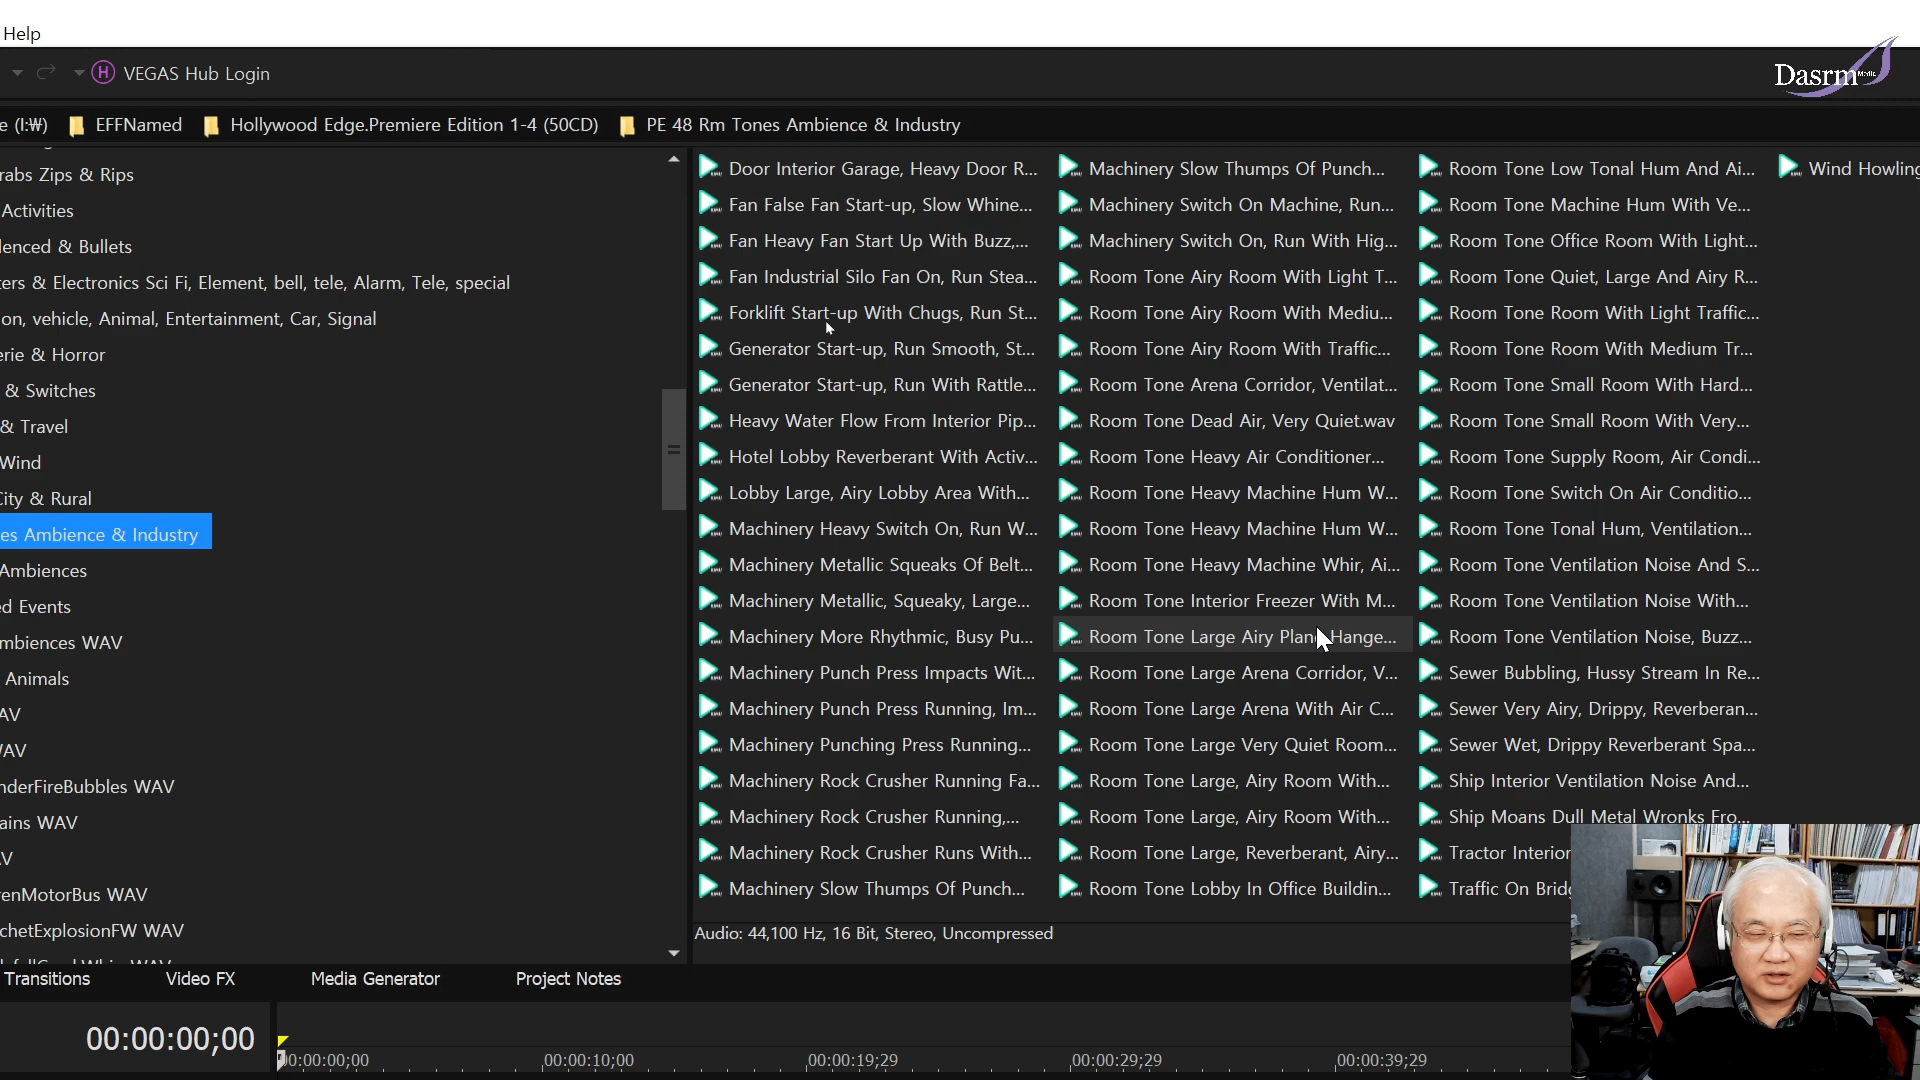 Help
VEGAS Hub Login
Dasrm Media
e (I:₩) EFFNamed Hollywood Edge.Premiere Edition 1-4 (50CD) PE 48 Rm Tones Ambience & Industry
rabs Zips & Rips
Activities
lenced & Bullets
ters & Electronics Sci Fi, Element, bell, tele, Alarm, Tele, special
ion, vehicle, Animal, Entertainment, Car, Signal
erie & Horror
& Switches
& Travel
Wind
City & Rural
es Ambience & Industry
Ambiences
d Events
mbiences WAV
Animals
AV
AV
nderFireBubbles WAV
ains WAV
V
renMotorBus WAV
chetExplosionFW WAV
Door Interior Garage, Heavy Door R...
Fan False Fan Start-up, Slow Whine...
Fan Heavy Fan Start Up With Buzz,...
Fan Industrial Silo Fan On, Run Stea...
Forklift Start-up With Chugs, Run St...
Generator Start-up, Run Smooth, St...
Generator Start-up, Run With Rattle...
Heavy Water Flow From Interior Pip...
Hotel Lobby Reverberant With Activ...
Lobby Large, Airy Lobby Area With...
Machinery Heavy Switch On, Run W...
Machinery Metallic Squeaks Of Belt...
Machinery Metallic, Squeaky, Large...
Machinery More Rhythmic, Busy Pu...
Machinery Punch Press Impacts Wit...
Machinery Punch Press Running, Im...
Machinery Punching Press Running...
Machinery Rock Crusher Running Fa...
Machinery Rock Crusher Running,...
Machinery Rock Crusher Runs With...
Machinery Slow Thumps Of Punch...
Machinery Slow Thumps Of Punch...
Machinery Switch On Machine, Run...
Machinery Switch On, Run With Hig...
Room Tone Airy Room With Light T...
Room Tone Airy Room With Mediu...
Room Tone Airy Room With Traffic...
Room Tone Arena Corridor, Ventilat...
Room Tone Dead Air, Very Quiet.wav
Room Tone Heavy Air Conditioner...
Room Tone Heavy Machine Hum W...
Room Tone Heavy Machine Hum W...
Room Tone Heavy Machine Whir, Ai...
Room Tone Interior Freezer With M...
Room Tone Large Airy Plane Hange...
Room Tone Large Arena Corridor, V...
Room Tone Large Arena With Air C...
Room Tone Large Very Quiet Room...
Room Tone Large, Airy Room With...
Room Tone Large, Airy Room With...
Room Tone Large, Reverberant, Airy...
Room Tone Lobby In Office Buildin...
Room Tone Low Tonal Hum And Ai...
Room Tone Machine Hum With Ve...
Room Tone Office Room With Light...
Room Tone Quiet, Large And Airy R...
Room Tone Room With Light Traffic...
Room Tone Room With Medium Tr...
Room Tone Small Room With Hard...
Room Tone Small Room With Very...
Room Tone Supply Room, Air Condi...
Room Tone Switch On Air Conditio...
Room Tone Tonal Hum, Ventilation...
Room Tone Ventilation Noise And S...
Room Tone Ventilation Noise With...
Room Tone Ventilation Noise, Buzz...
Sewer Bubbling, Hussy Stream In Re...
Sewer Very Airy, Drippy, Reverberan...
Sewer Wet, Drippy Reverberant Spa...
Ship Interior Ventilation Noise And...
Ship Moans Dull Metal Wronks Fro...
Tractor Interior
Traffic On Bridg
Wind Howling
Audio: 44,100 Hz, 16 Bit, Stereo, Uncompressed
Transitions Video FX Media Generator Project Notes
00:00:00;00
00:00:00;00 00:00:10;00 00:00:19;29 00:00:29;29 00:00:39;29